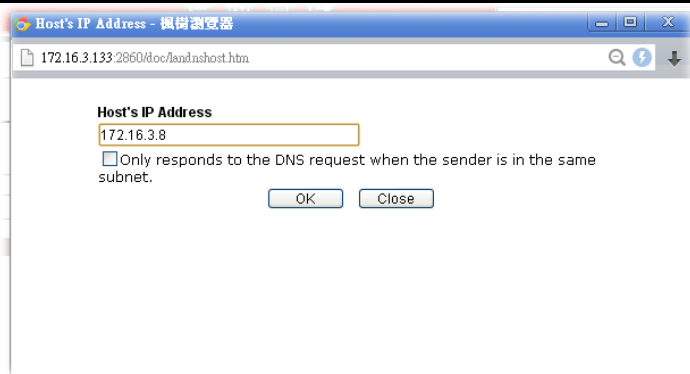 Host's IP Address - 楓樹瀏覽器
172.16.3.133:2860/doc/landnshost.htm
Host's IP Address
172.16.3.8
Only responds to the DNS request when the sender is in the same
subnet.
OK Close